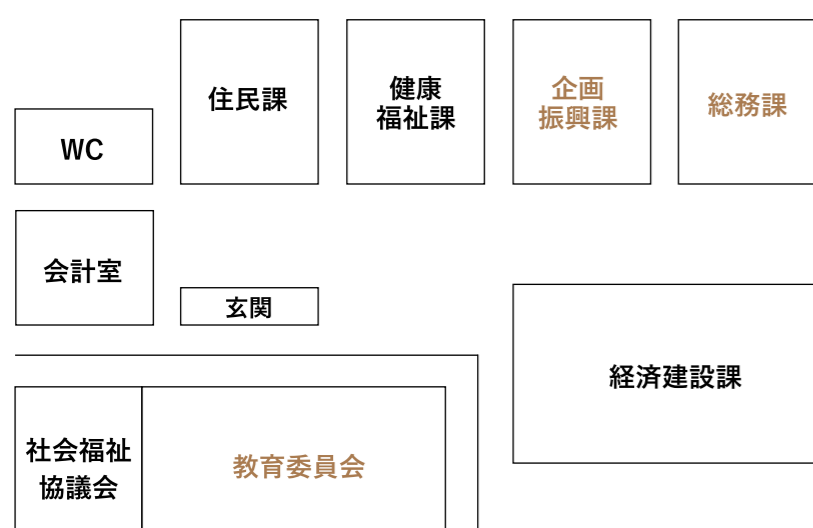 住民課
健康
福祉課
企画
振興課
総務課
WC
会計室
玄関
経済建設課
社会福祉
協議会
教育委員会